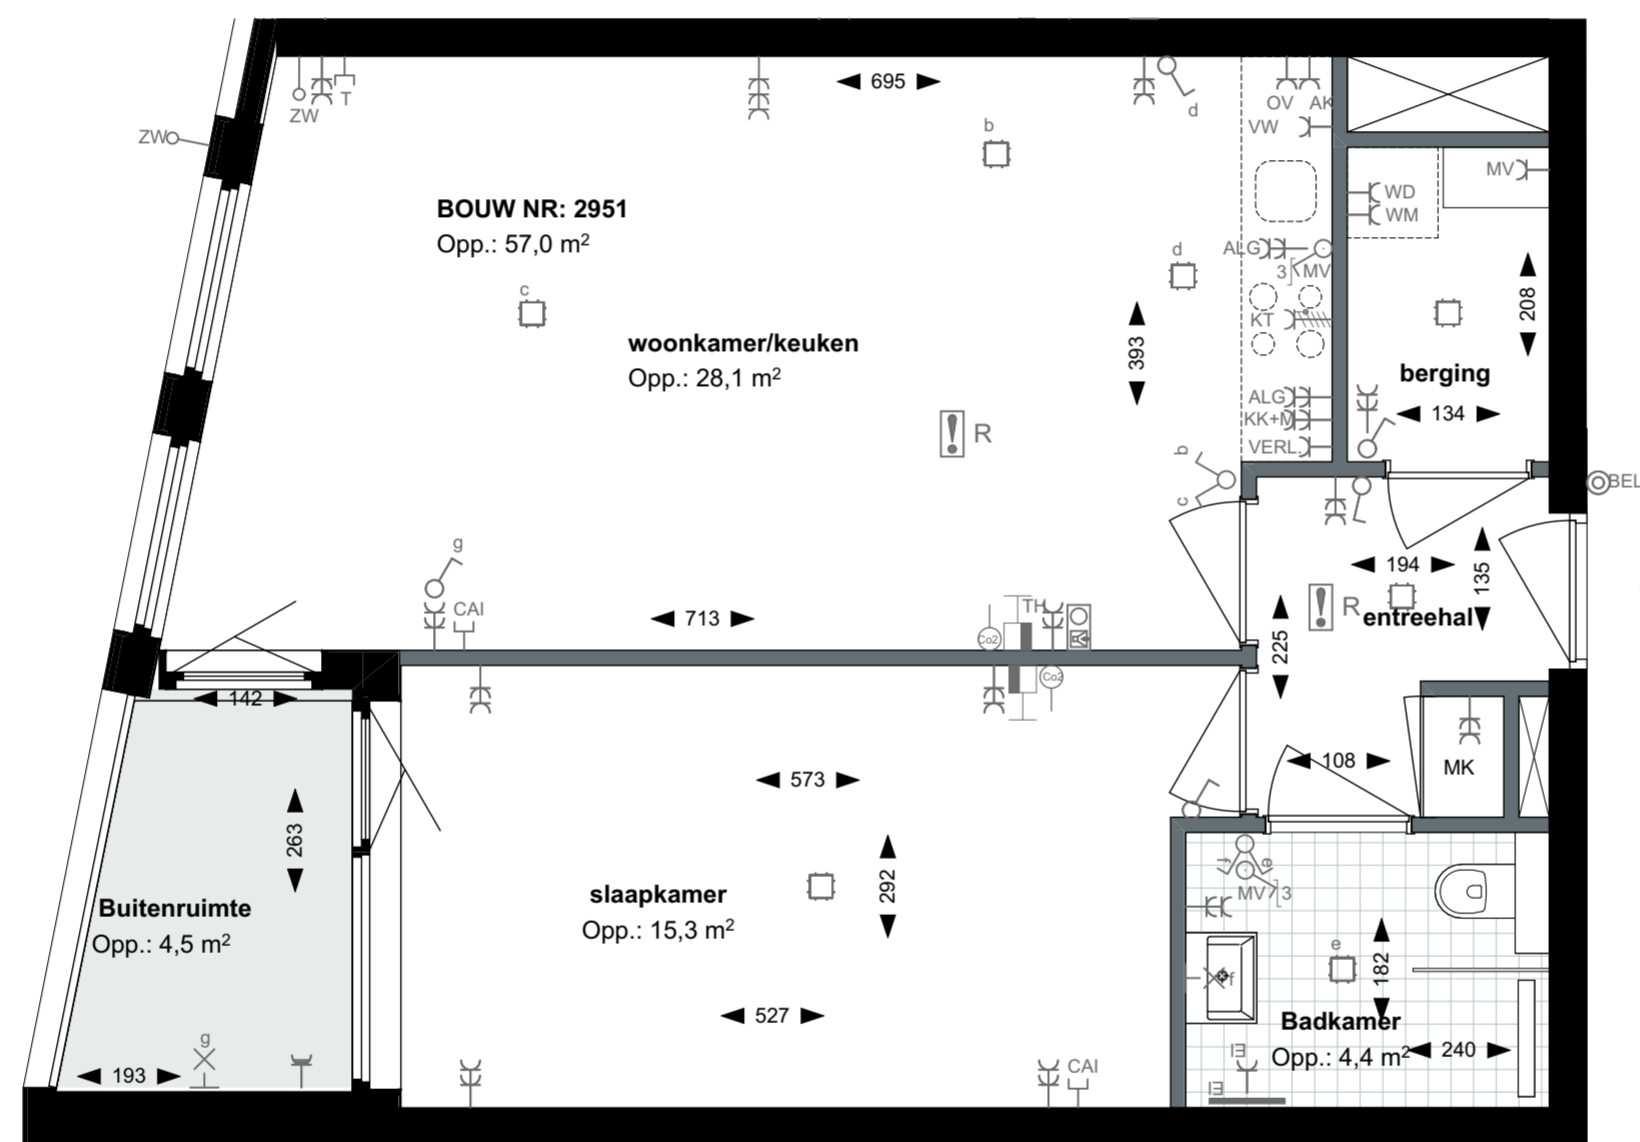 ZW
T
695
d
OV AK
VW
ZW
b
MV
WD
WM
BOUW NR: 2951
Opp.: 57,0 m²
d
ALG
3 MV
c
208
KT
woonkamer/keuken
Opp.: 28,1 m²
393
berging
134
ALG
KK+M
VERL.
R
b
c
BEL
g
194
135
CAI
713
TH
R
entreehal
Co2
225
Co2
142
108
MK
573
263
f
e
MV 3
slaapkamer
Opp.: 15,3 m²
292
Buitenruimte
Opp.: 4,5 m²
e
182
f
527
Badkamer
Opp.: 4,4 m²
240
g
193
CAI
E
E